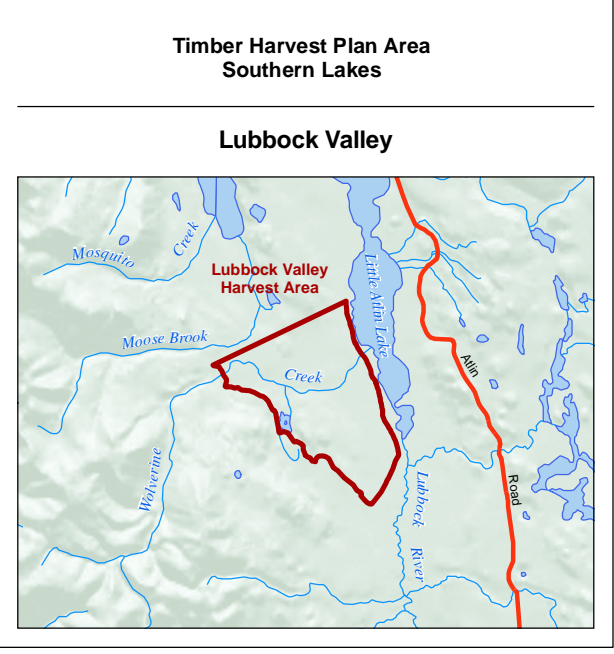 Timber Harvest Plan Area
Southern Lakes
Lubbock Valley
Mosquito
Creek
Lubbock Valley
Harvest Area
Little Atlin Lake
Moose Brook
Atlin
Creek
Wolverine
Lubbock
Road
River